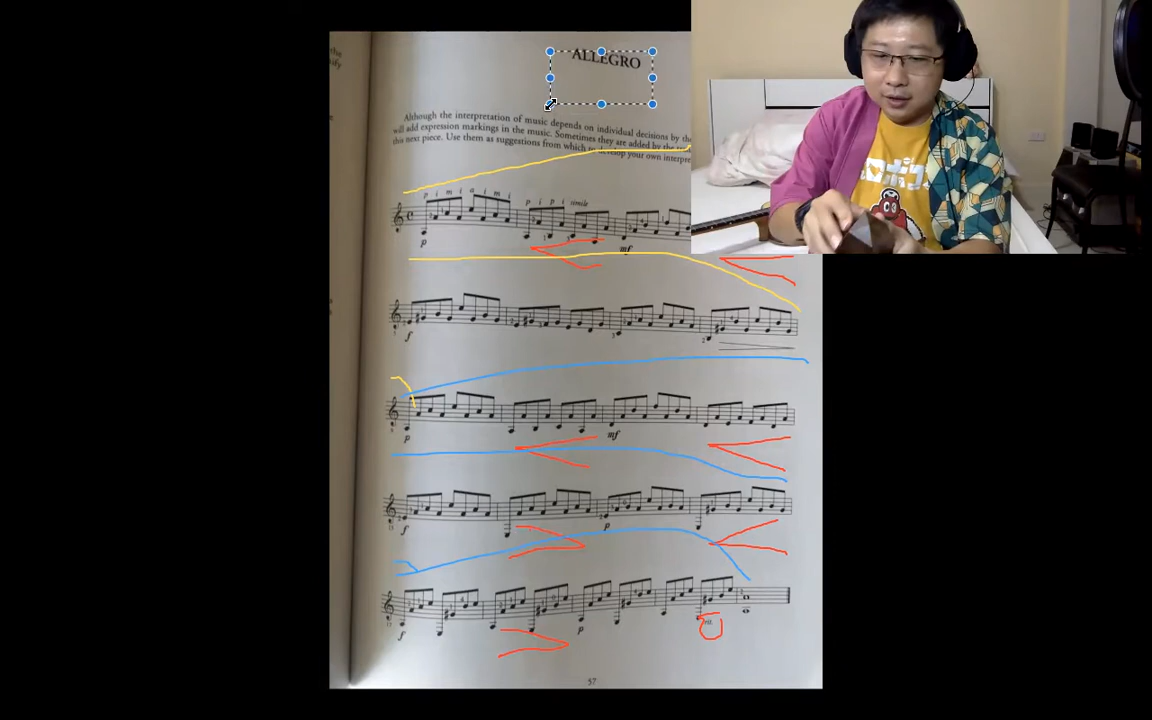 ALLEGRO
Although the interpretation of music depends on individual decisions by the
will add expression markings in the music. Sometimes they are added by the
this next piece. Use them as suggestions from which to develop your own interpre
p i m i a i m i
p i p i simile
p
mf
f
p
mf
f
p
f
p
rit.
57